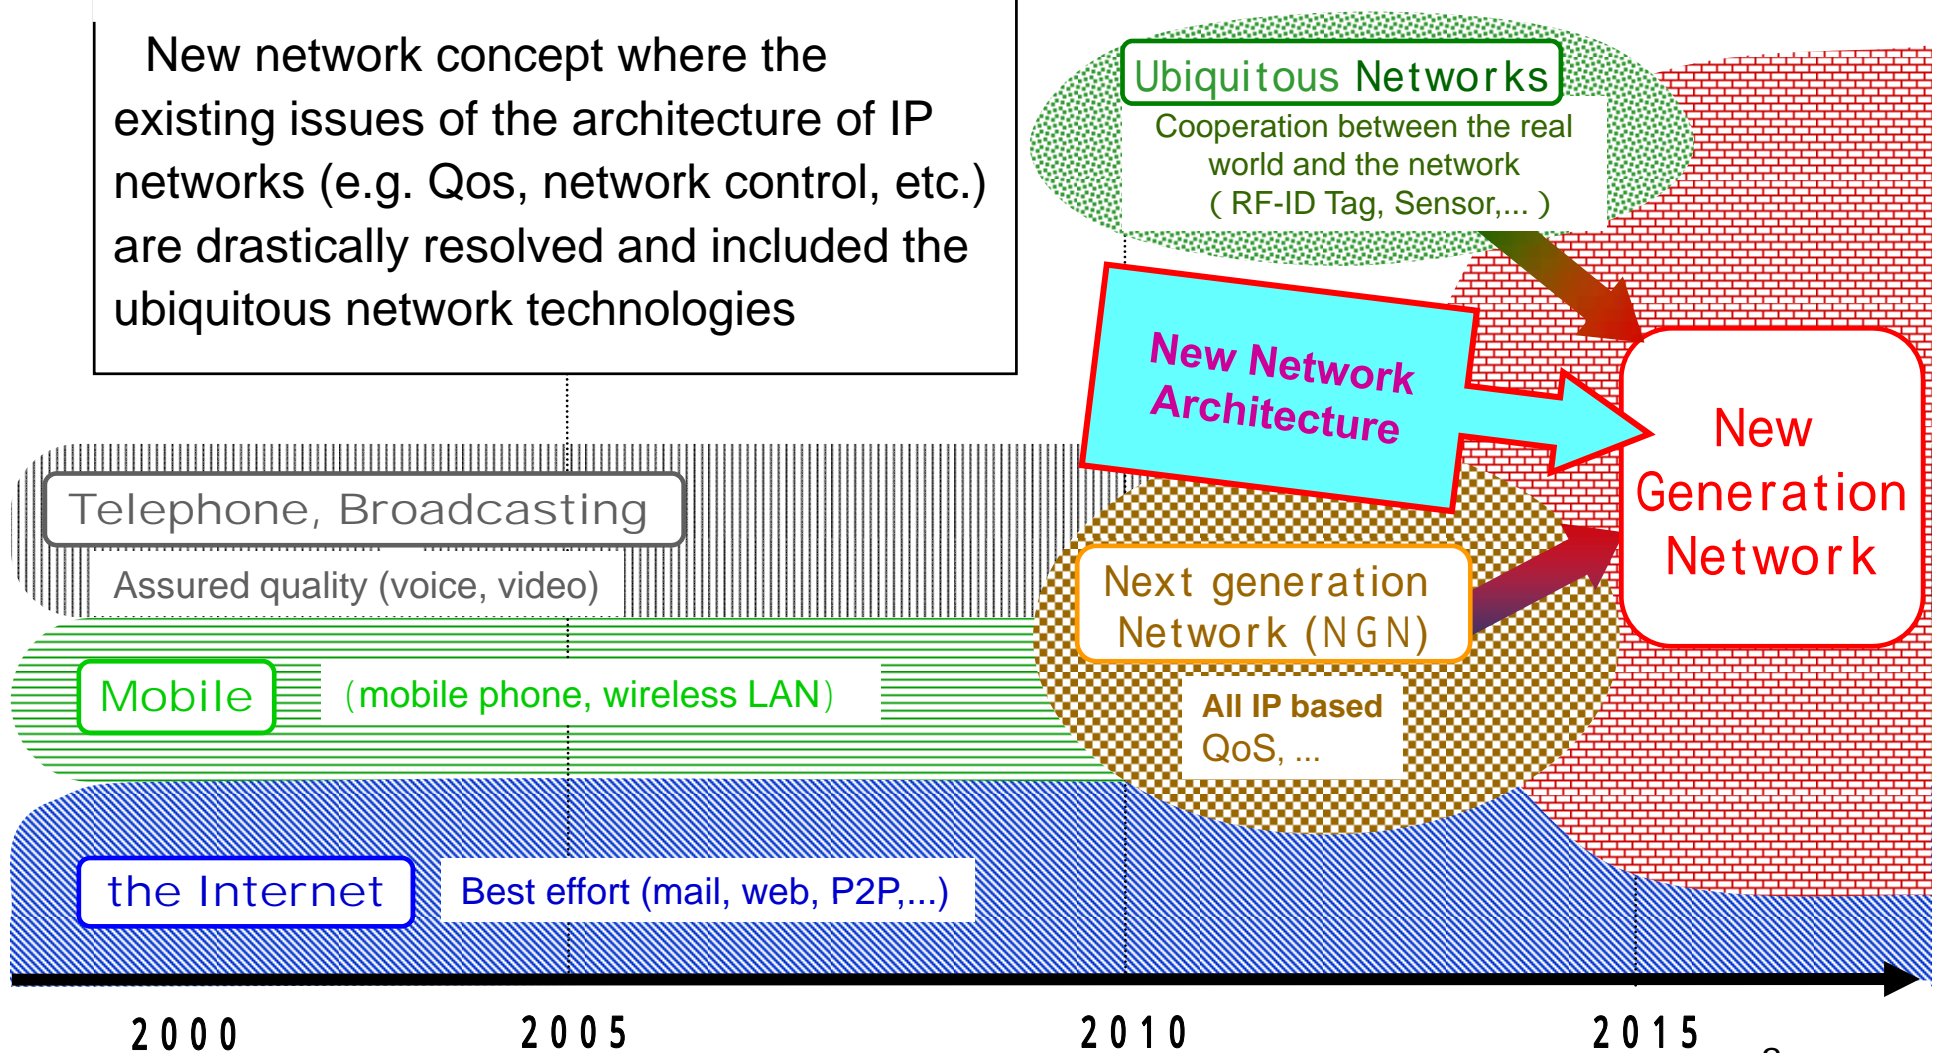 New network concept where the
existing issues of the architecture of IP
networks (e.g. Qos, network control, etc.)
are drastically resolved and included the
ubiquitous network technologies
Ubiquitous Networks
Cooperation between the real
world and the network
( RF-ID Tag, Sensor,... )
New Network
Architecture
New
Generation
Network
Telephone, Broadcasting
Assured quality (voice, video)
Next generation
Network (NGN)
All IP based
QoS, ...
Mobile
(mobile phone, wireless LAN)
the Internet
Best effort (mail, web, P2P,...)
2000
2005
2010
2015